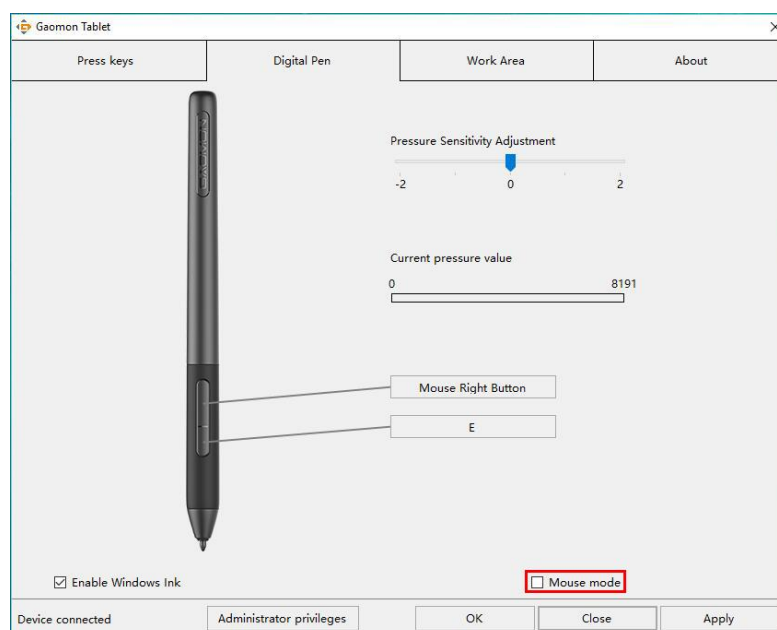 Gaomon Tablet
Press keys
Digital Pen
Work Area
About
GAOMON
Pressure Sensitivity Adjustment
-2
0
2
Current pressure value
0
8191
Mouse Right Button
E
Enable Windows Ink
Mouse mode
Device connected
Administrator privileges
OK
Close
Apply